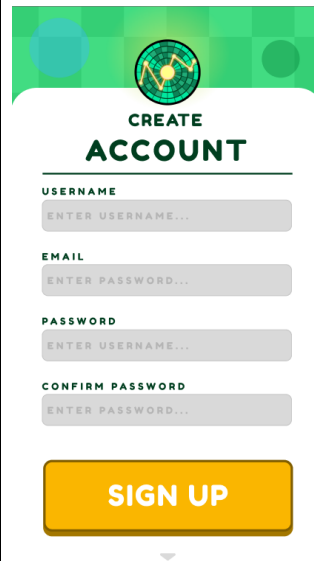 CREATE
ACCOUNT
USERNAME
ENTER USERNAME...
EMAIL
ENTER PASSWORD...
PASSWORD
ENTER USERNAME...
CONFIRM PASSWORD
ENTER PASSWORD...
SIGN UP